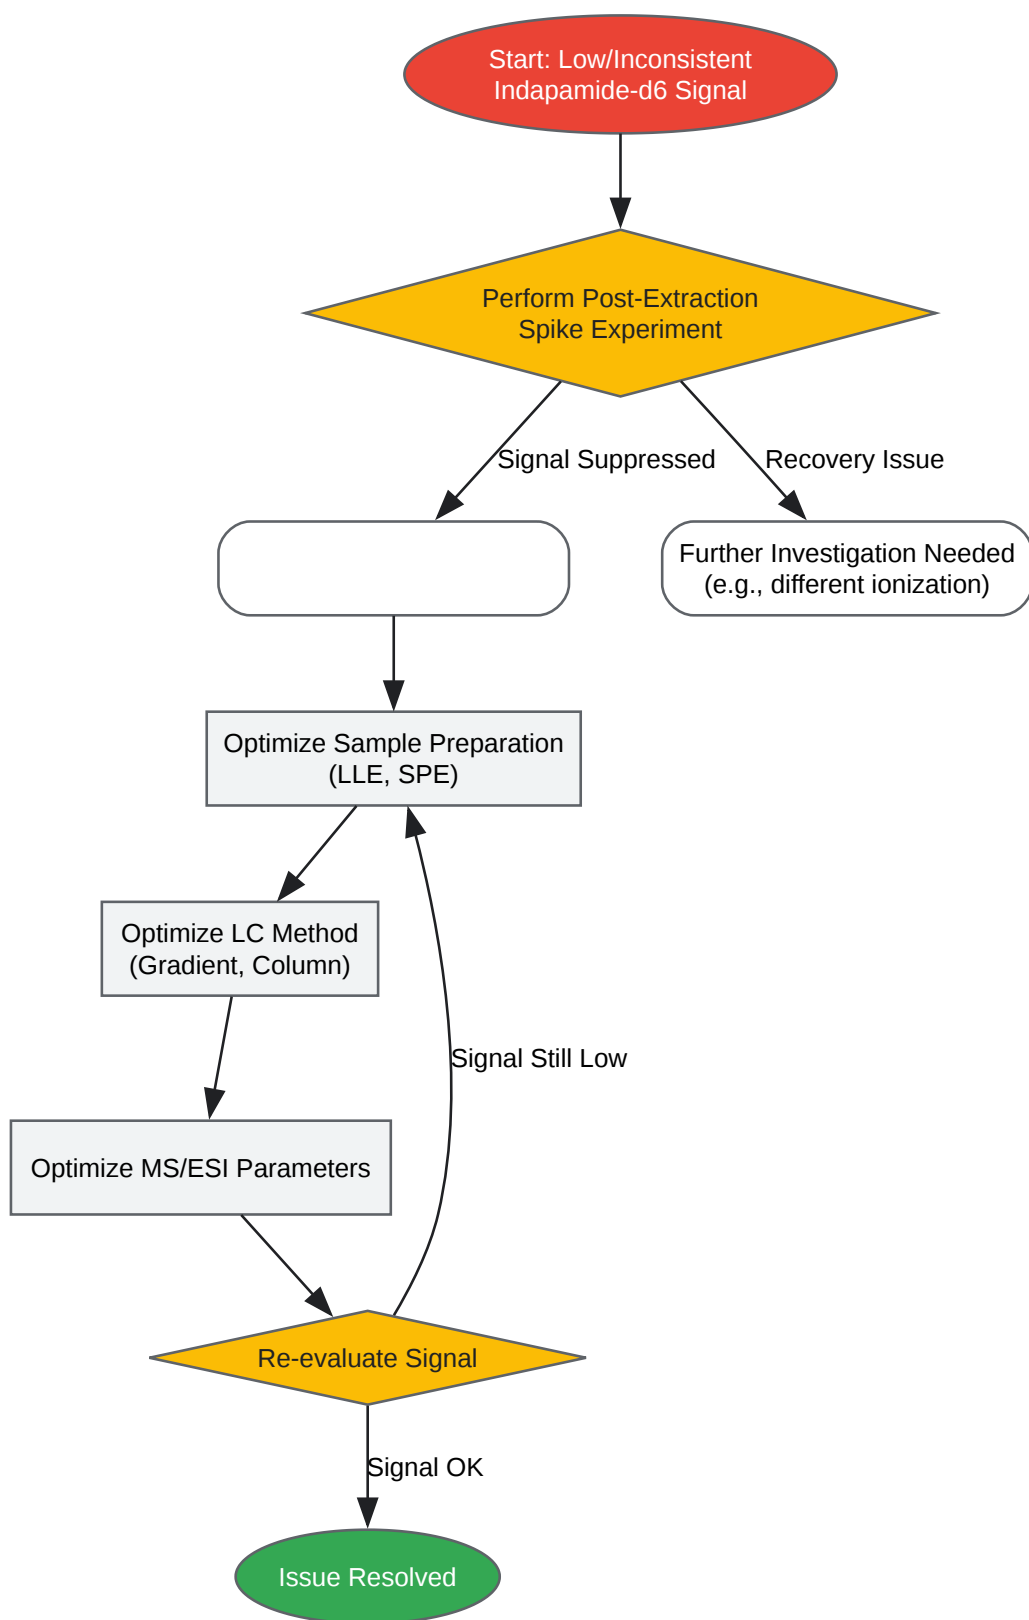 Start: Low/Inconsistent
Indapamide-d6 Signal
Perform Post-Extraction
Spike Experiment
Signal Suppressed
Recovery Issue
Further Investigation Needed
(e.g., different ionization)
Optimize Sample Preparation
(LLE, SPE)
Optimize LC Method
(Gradient, Column)
Signal Still Low
Optimize MS/ESI Parameters
Re-evaluate Signal
Signal OK
Issue Resolved